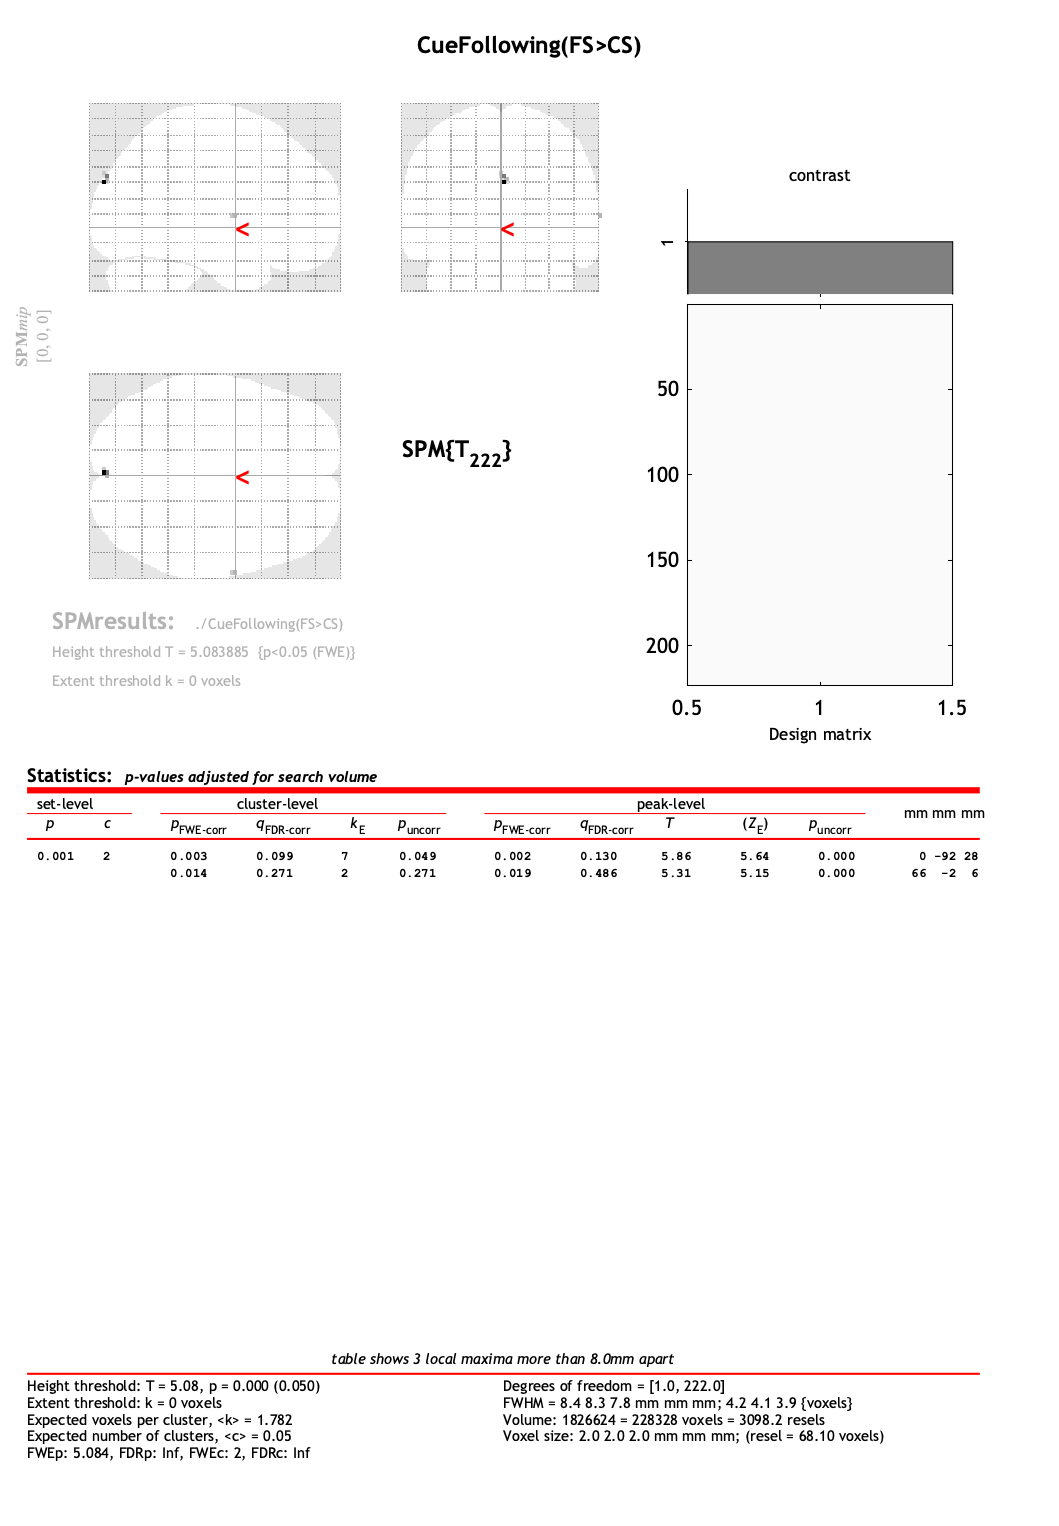 CueFollowing(FS>CS)
SPMmip
[0, 0, 0]
<
<
<
SPM{T222}
contrast
1
50
100
150
200
0.5 1 1.5
Design matrix
SPMresults: ./CueFollowing(FS>CS)
Height threshold T = 5.083885 {p<0.05 (FWE)}
Extent threshold k = 0 voxels
Statistics: p-values adjusted for search volume
set-level cluster-level peak-level mm mm mm
p c pFWE-corr qFDR-corr kE puncorr pFWE-corr qFDR-corr T (ZE) puncorr
0.001 2 0.003 0.099 7 0.049 0.002 0.130 5.86 5.64 0.000 0 -92 28
0.014 0.271 2 0.271 0.019 0.486 5.31 5.15 0.000 66 -2 6
table shows 3 local maxima more than 8.0mm apart
Height threshold: T = 5.08, p = 0.000 (0.050)
Extent threshold: k = 0 voxels
Expected voxels per cluster, <k> = 1.782
Expected number of clusters, <c> = 0.05
FWEp: 5.084, FDRp: Inf, FWEc: 2, FDRc: Inf
Degrees of freedom = [1.0, 222.0]
FWHM = 8.4 8.3 7.8 mm mm mm; 4.2 4.1 3.9 {voxels}
Volume: 1826624 = 228328 voxels = 3098.2 resels
Voxel size: 2.0 2.0 2.0 mm mm mm; (resel = 68.10 voxels)